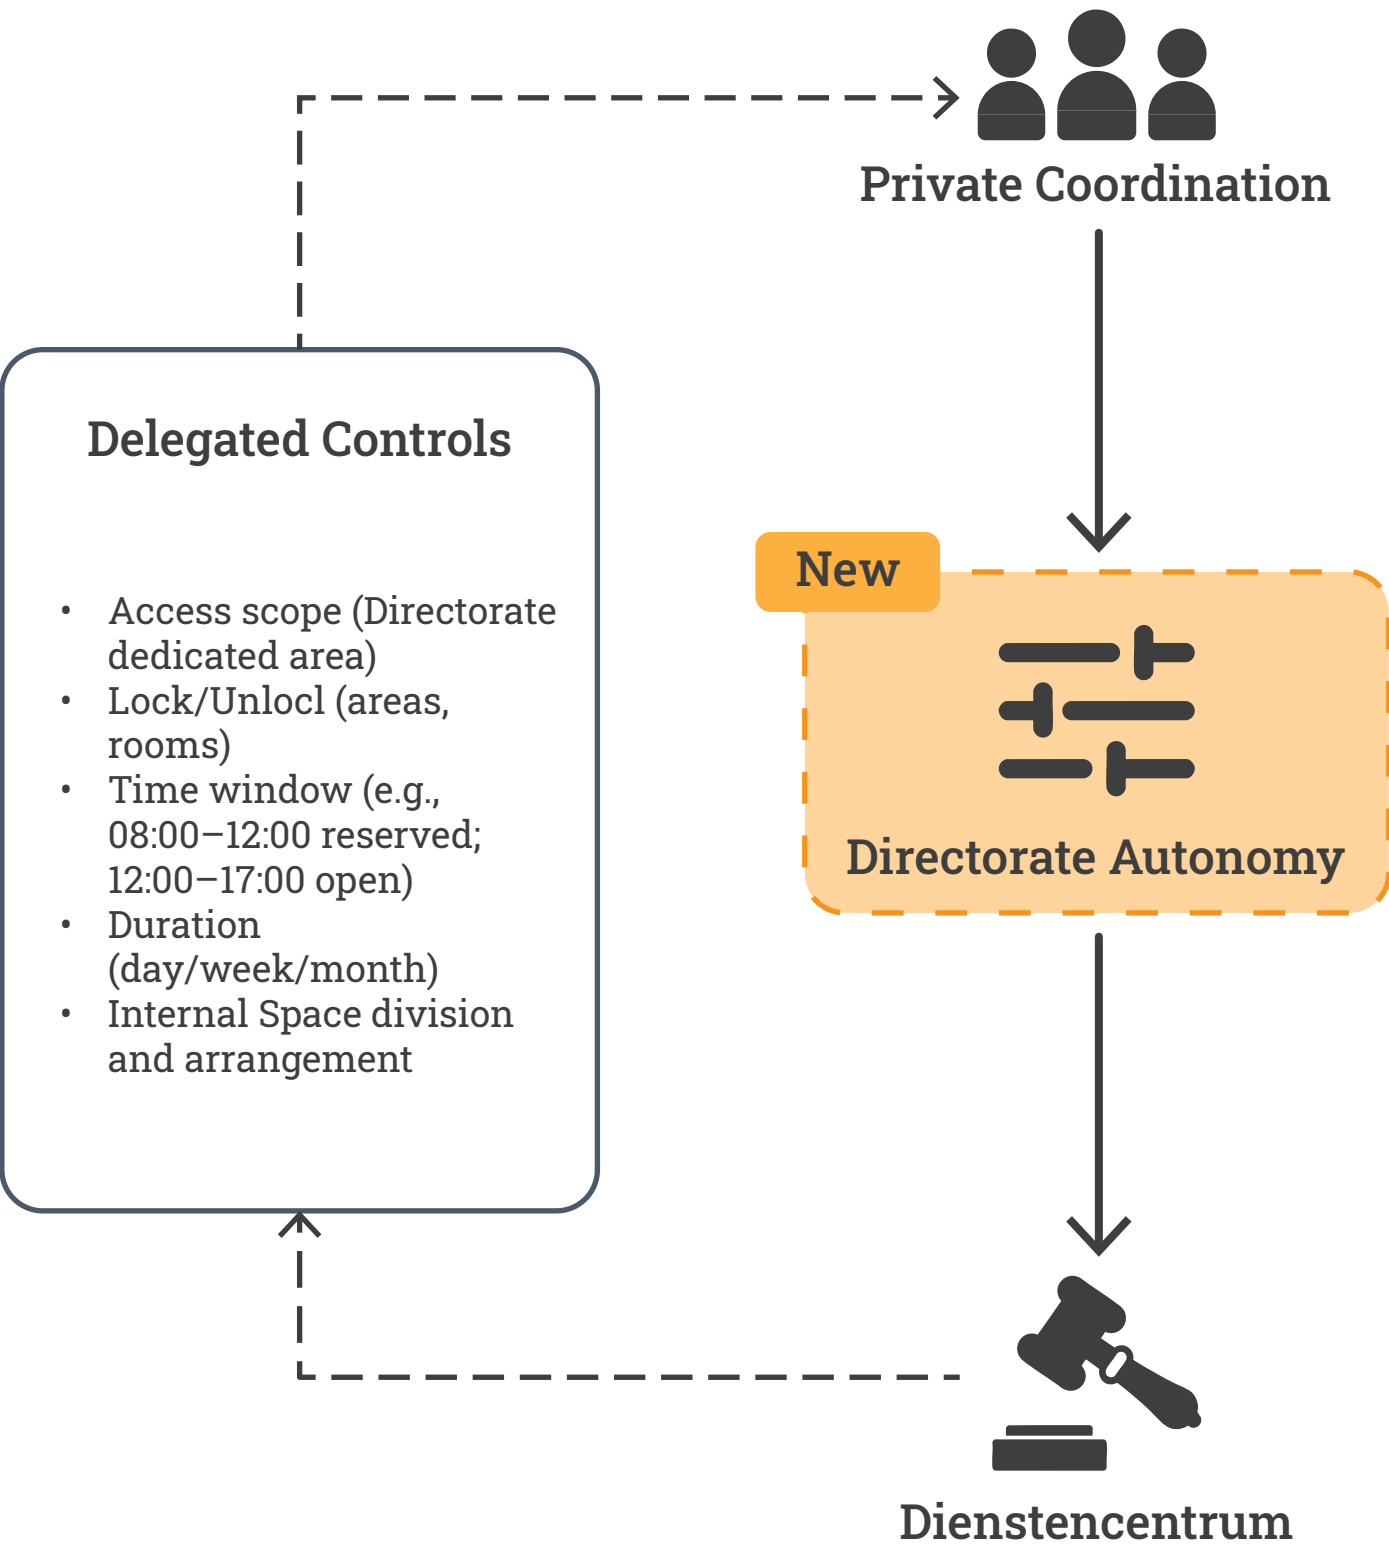 Private Coordination
Delegated Controls
• Access scope (Directorate
dedicated area)
• Lock/Unlocl (areas,
rooms)
• Time window (e.g.,
08:00–12:00 reserved;
12:00–17:00 open)
• Duration
(day/week/month)
• Internal Space division
and arrangement
New
Directorate Autonomy
Dienstencentrum